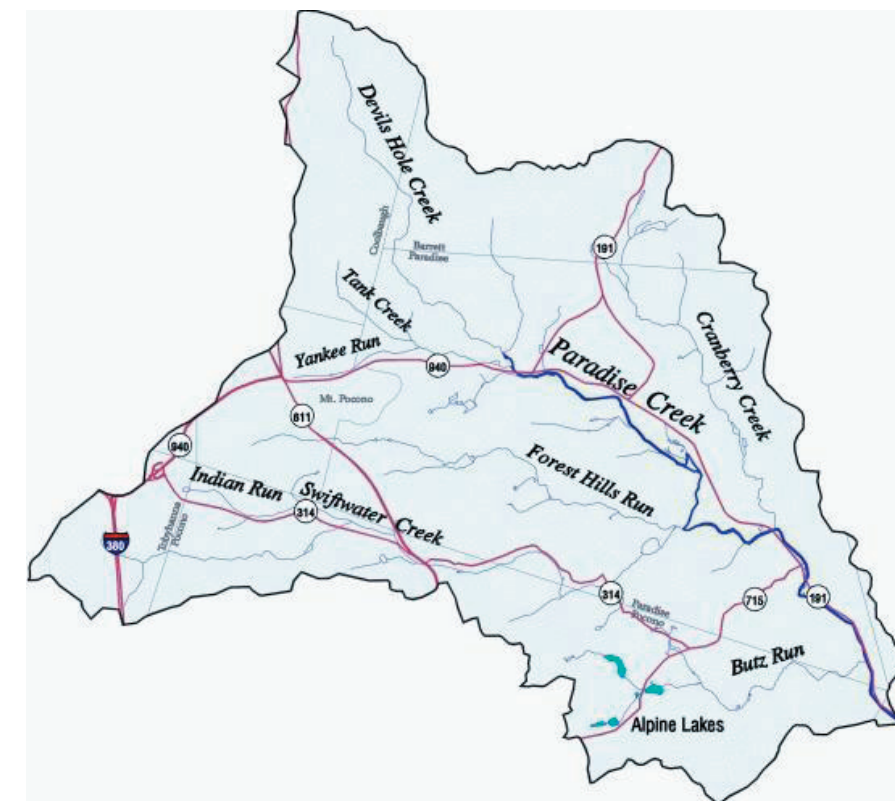 Devils Hole Creek
Coolbaugh
Barrett
Paradise
191
Tank Creek
Cranberry Creek
Yankee Run
940
Paradise Creek
Mt. Pocono
611
940
Forest Hills Run
Indian Run
Swiftwater Creek
314
380
Tobyhanna
Pocono
314
Paradise
Pocono
715
191
Butz Run
Alpine Lakes